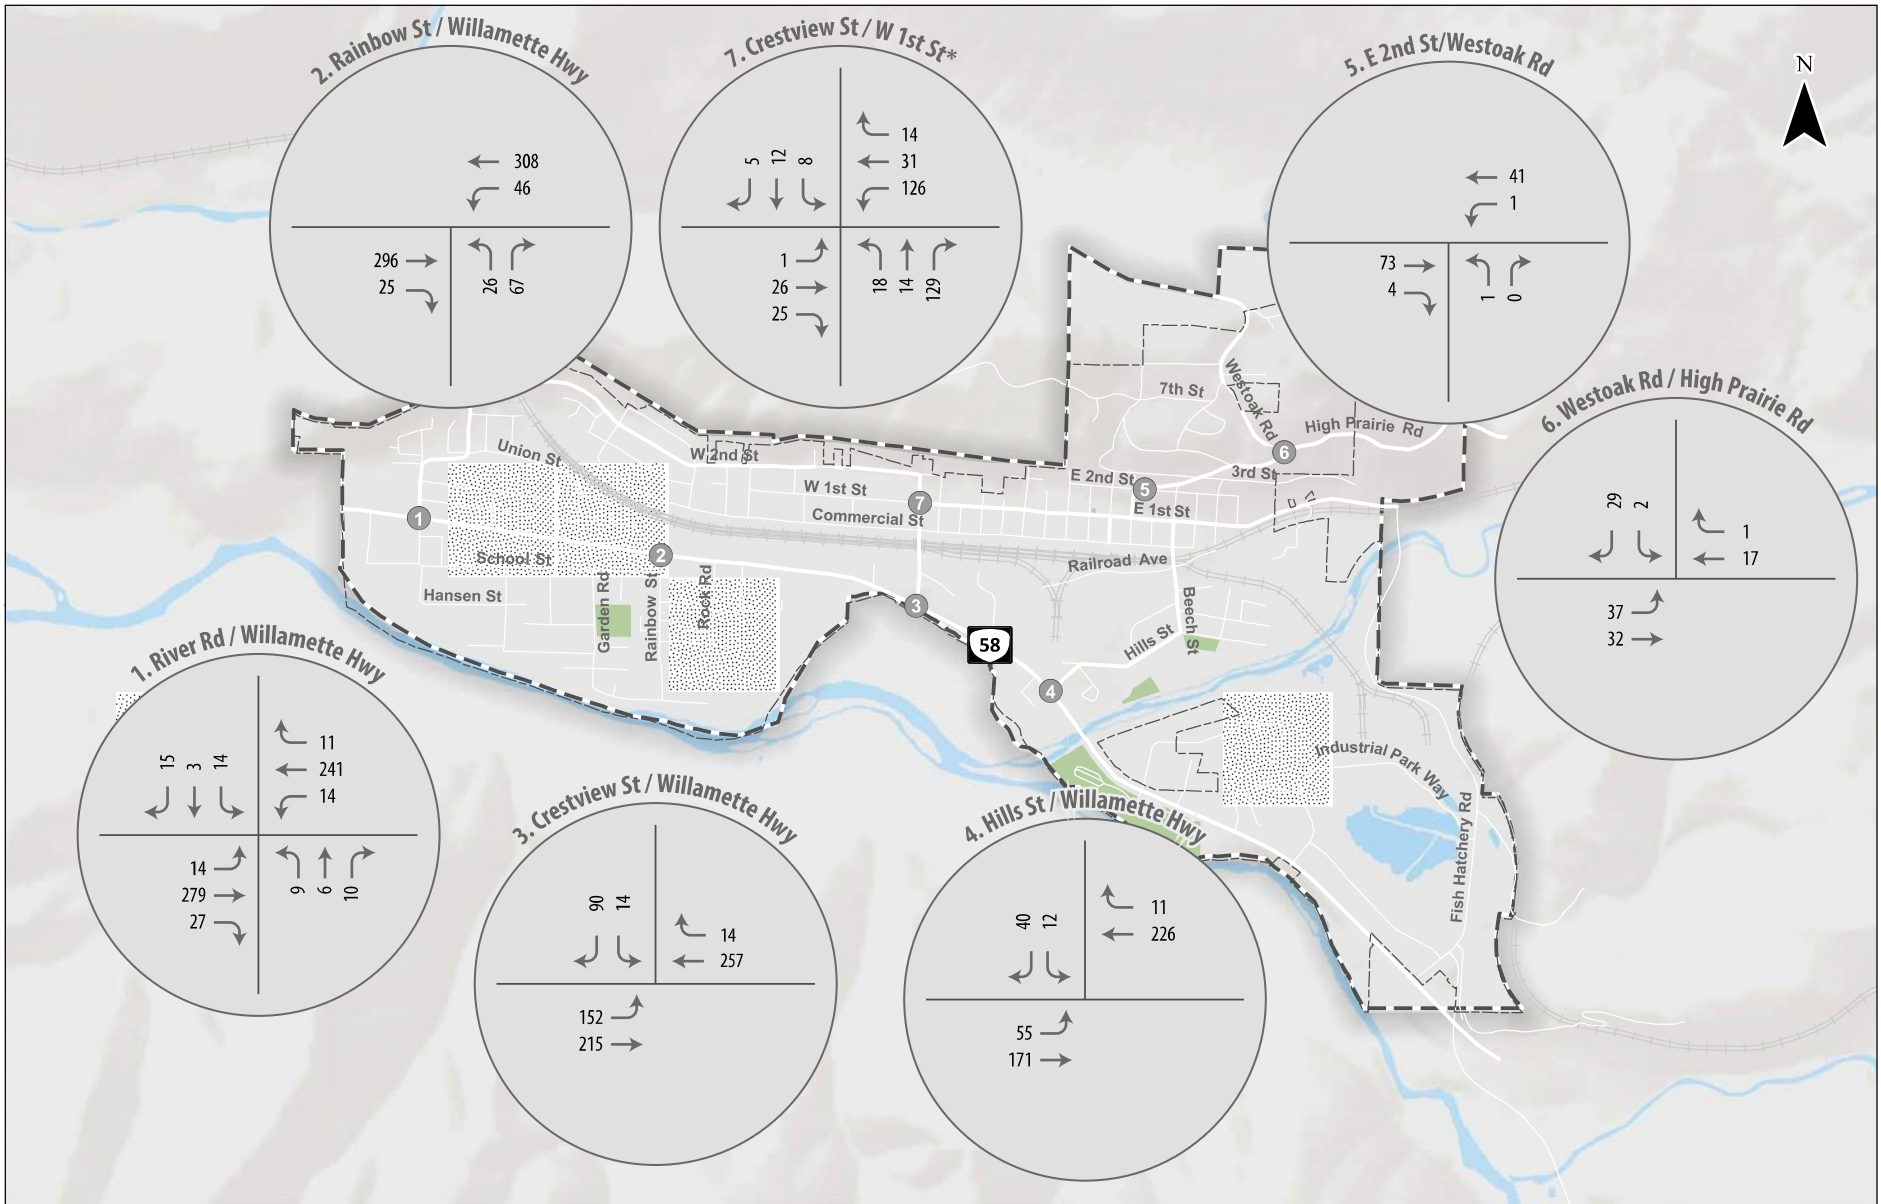 2. Rainbow St / Willamette Hwy
308
46
296
25
26
67
7. Crestview St / W 1st St*
5
12
8
14
31
126
1
26
25
18
14
129
5. E 2nd St/Westoak Rd
41
1
73
4
1
0
N
6. Westoak Rd / High Prairie Rd
29
2
1
17
37
32
1. River Rd / Willamette Hwy
15
3
14
11
241
14
14
279
27
9
6
10
3. Crestview St / Willamette Hwy
90
14
14
257
152
215
4. Hills St / Willamette Hwy
40
12
11
226
55
171
7th St
Westoak Rd
High Prairie Rd
Union St
W 2nd St
6
3rd St
E 2nd St
5
W 1st St
7
E 1st St
Commercial St
1
School St
2
Railroad Ave
Hansen St
Garden Rd
Rainbow St
Rock Rd
3
Beech St
58
Hills St
4
Industrial Park Way
Fish Hatchery Rd